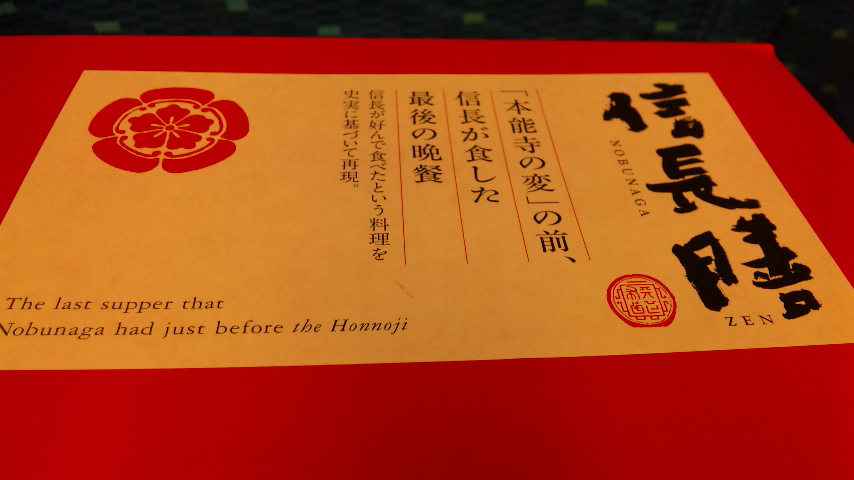 信長膳
NOBUNAGA
ZEN
「本能寺の変」の前、
信長が食した
最後の晩餐
信長が好んで食べたという料理を
史実に基づいて再現。
The last supper that
Nobunaga had just before the Honnoji